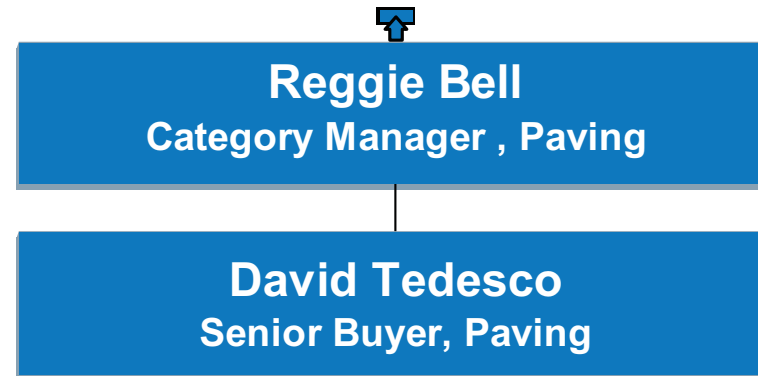 Reggie Bell
Category Manager , Paving
David Tedesco
Senior Buyer, Paving